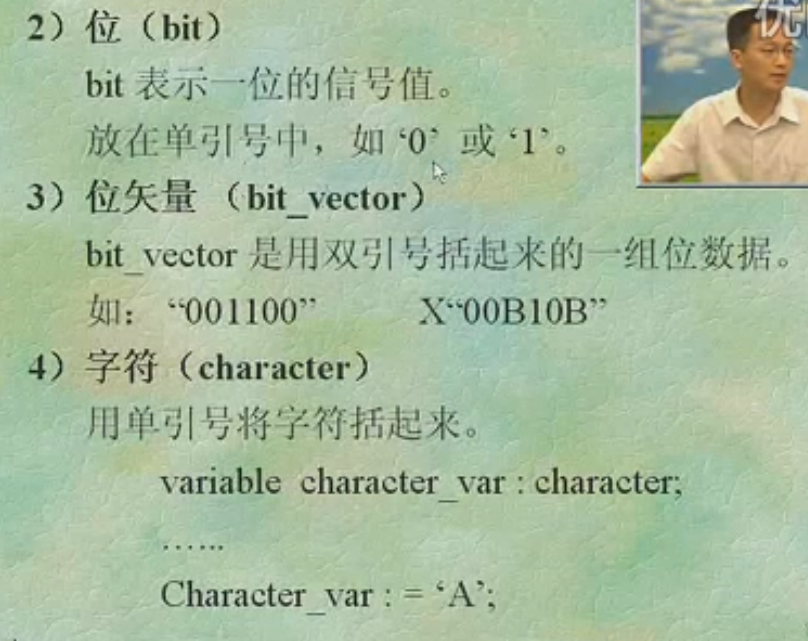 2）位（bit）
bit 表示一位的信号值。
放在单引号中，如 ‘0’ 或 ‘1’。
3）位矢量 （bit_vector）
bit_vector 是用双引号括起来的一组位数据。
如： “001100” X“00B10B”
4）字符（character）
用单引号将字符括起来。
variable character_var : character;
……
Character_var : = ‘A’;
优